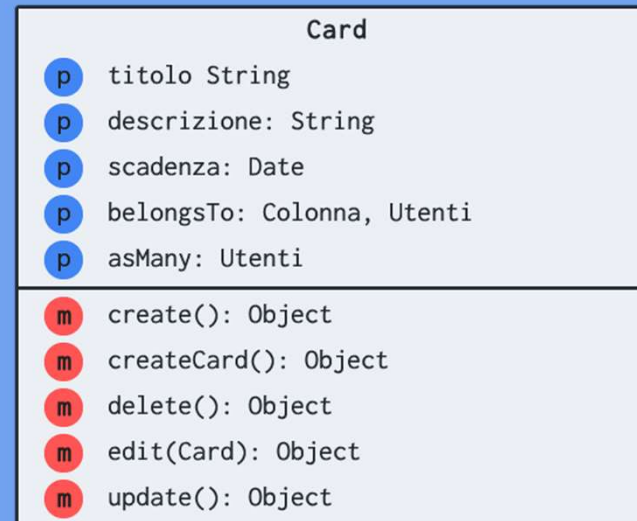 Card
p titolo String
p descrizione: String
p scadenza: Date
p belongsTo: Colonna, Utenti
p asMany: Utenti
m create(): Object
m createCard(): Object
m delete(): Object
m edit(Card): Object
m update(): Object